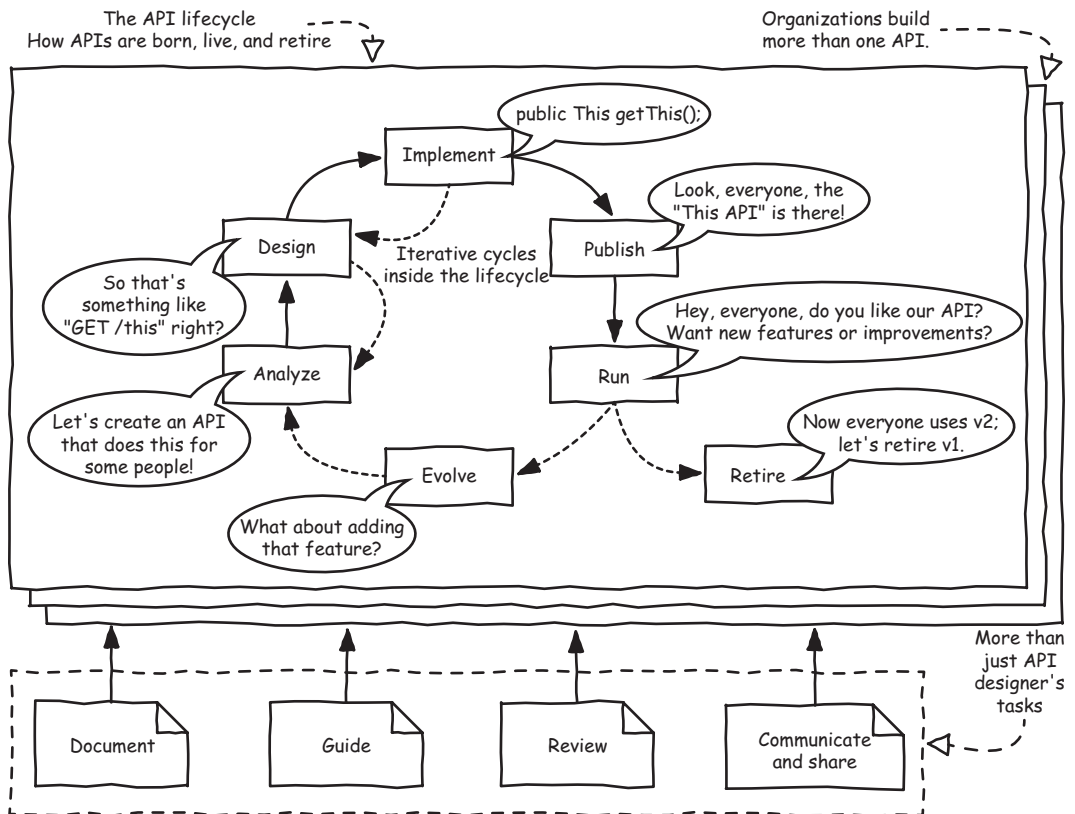 The API lifecycle
How APIs are born, live, and retire
Organizations build
more than one API.
public This getThis();
Implement
Look, everyone, the
"This API" is there!
Design
Iterative cycles
inside the lifecycle
Publish
So that's
something like
"GET /this" right?
Hey, everyone, do you like our API?
Want new features or improvements?
Analyze
Run
Let's create an API
that does this for
some people!
Now everyone uses v2;
let's retire v1.
Evolve
Retire
What about adding
that feature?
More than
just API
designer's
tasks
Document
Guide
Review
Communicate
and share